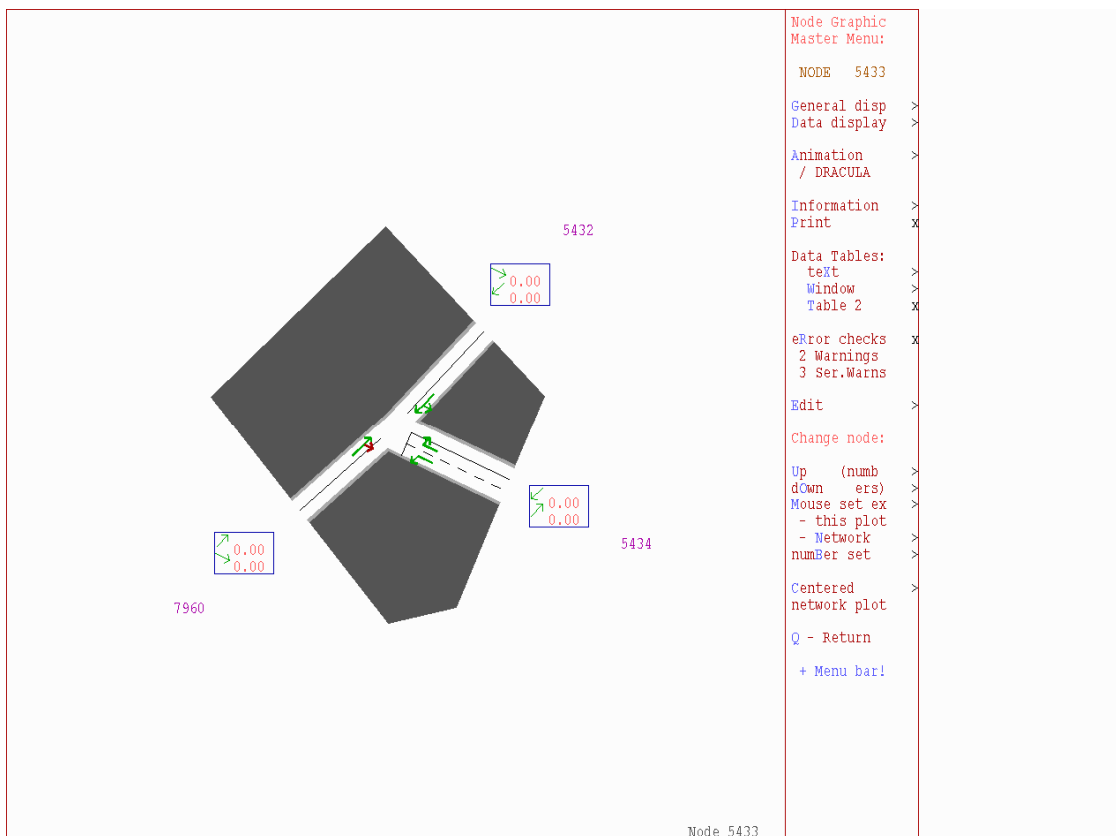 5432
0.00
0.00
0.00
0.00
5434
0.00
0.00
7960
Node 5433
Node Graphic
Master Menu:
NODE 5433
General disp >
Data display >
Animation >
/ DRACULA
Information >
Print x
Data Tables:
teXt >
Window >
Table 2 x
eRror checks x
2 Warnings
3 Ser.Warns
Edit >
Change node:
Up (numb >
dOwn ers) >
Mouse set ex >
- this plot
- Network >
numBer set >
Centered >
network plot
Q - Return
+ Menu bar!